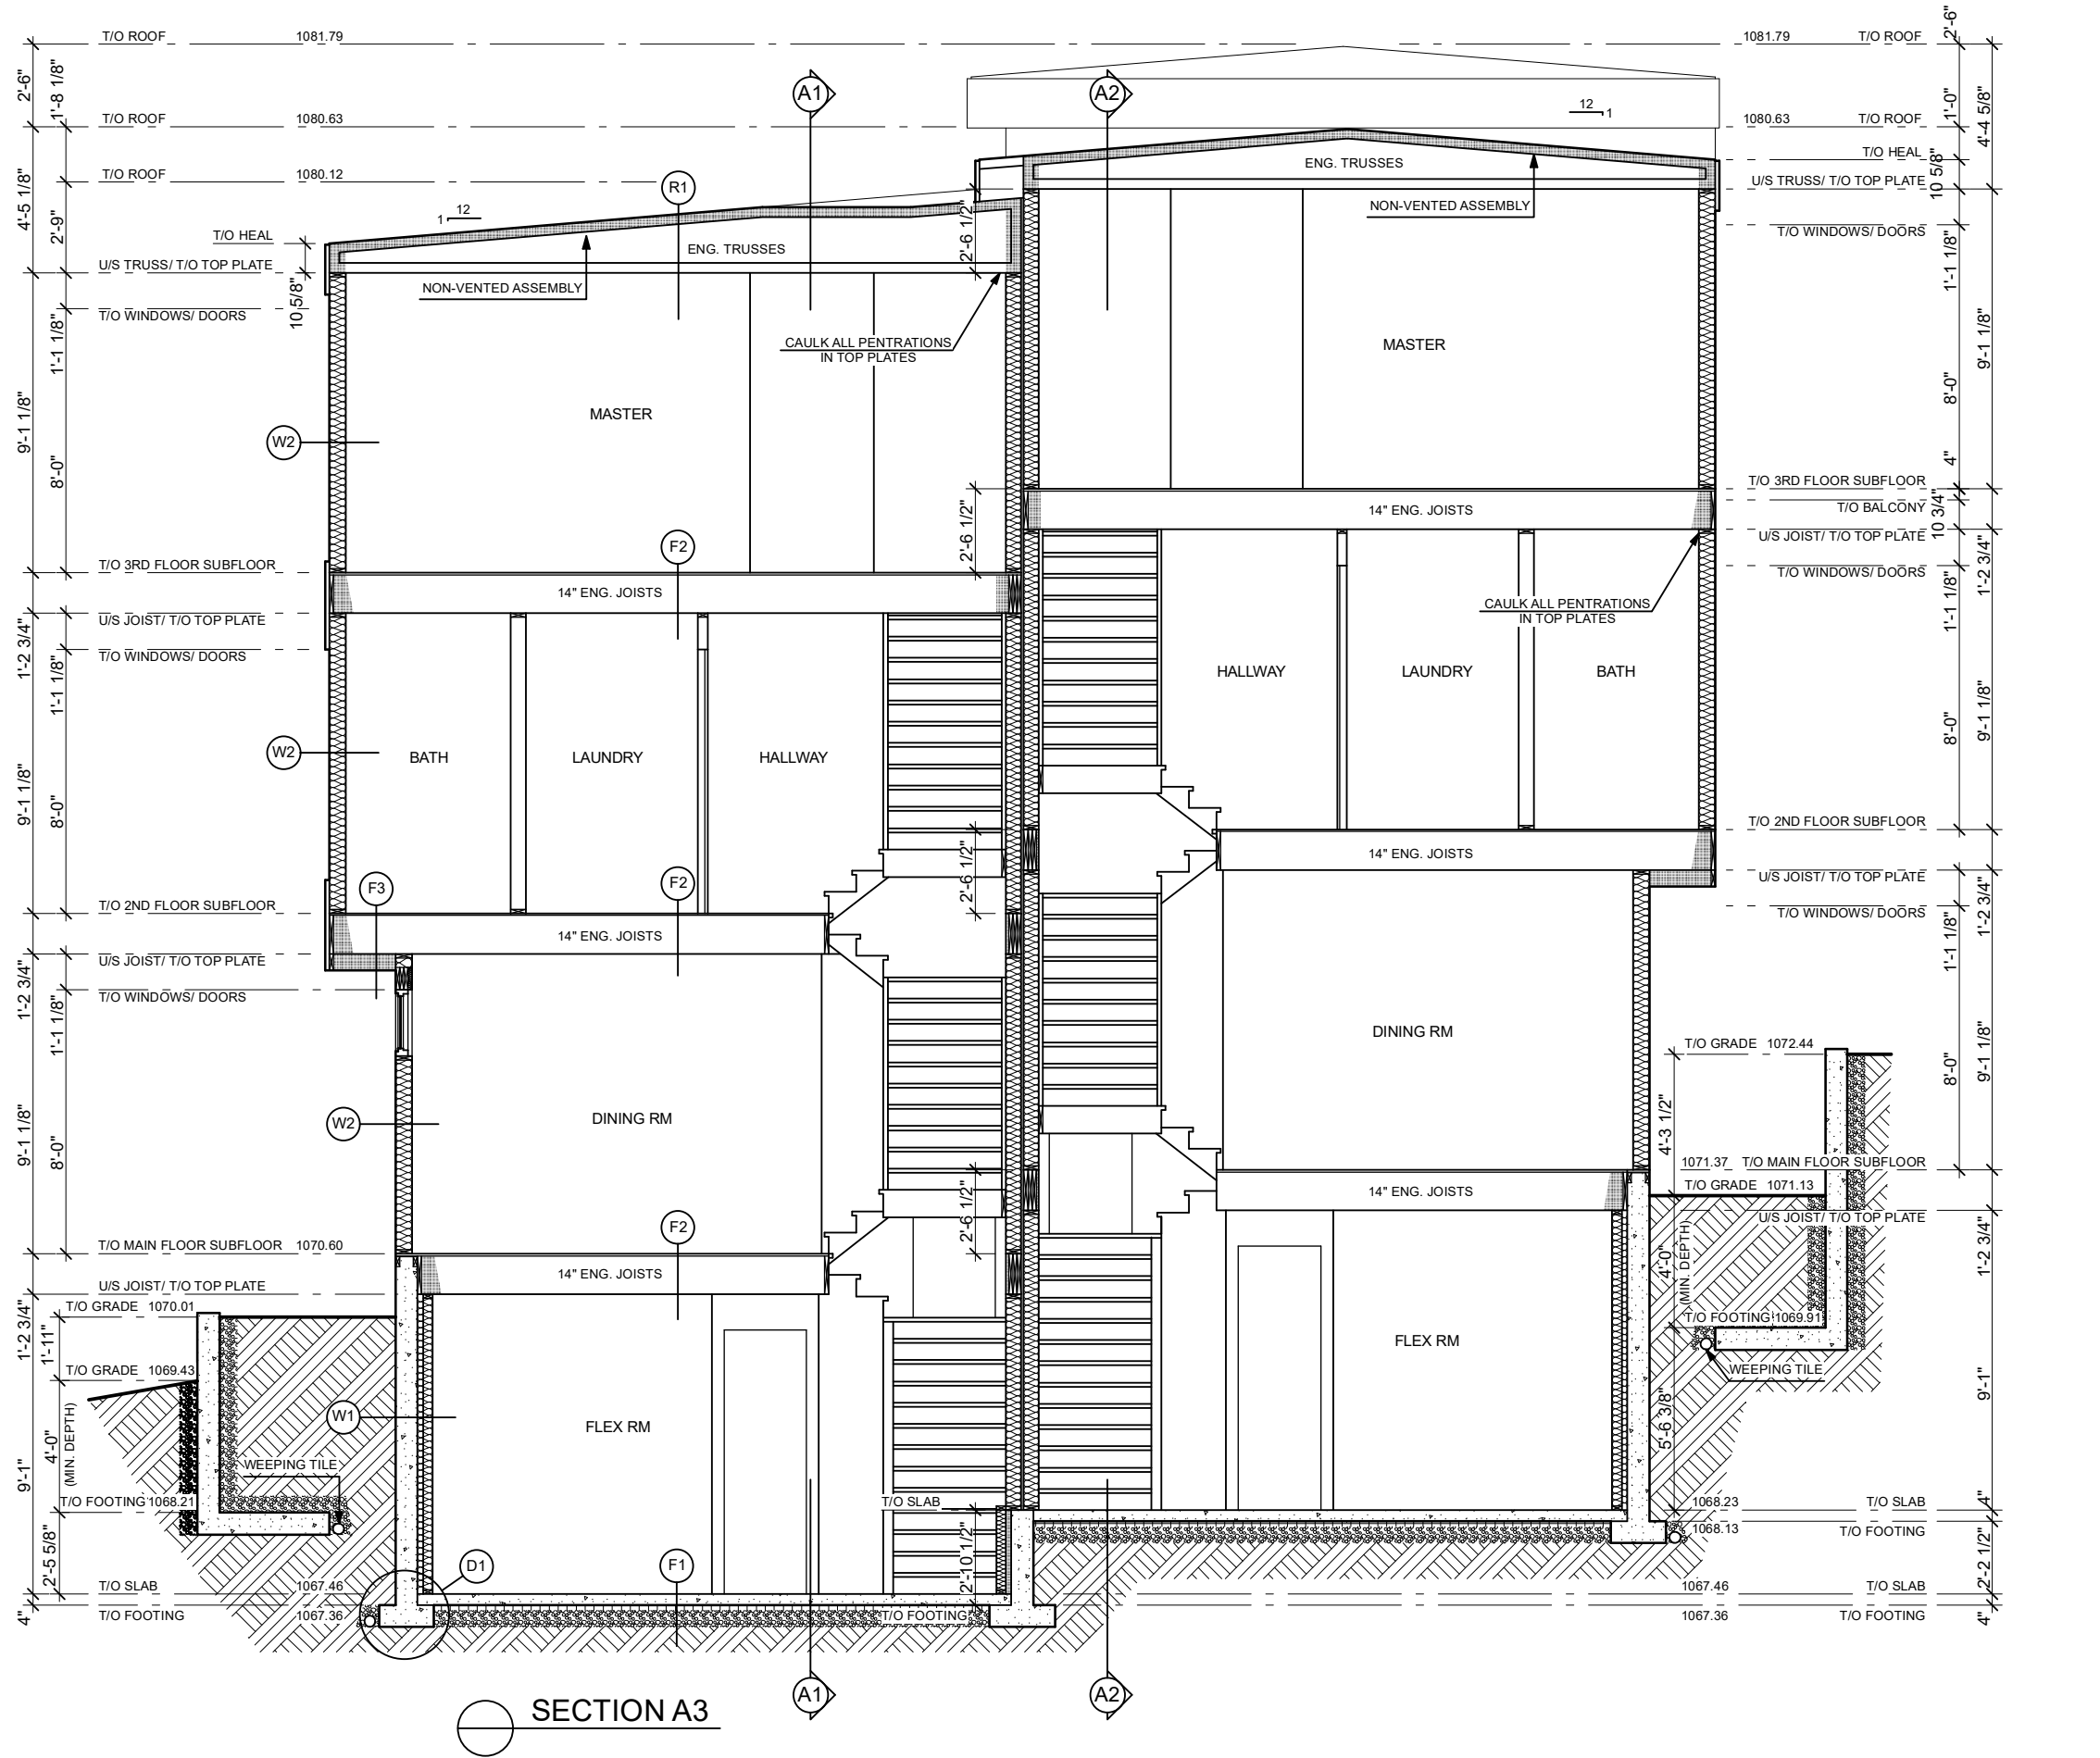 T/O ROOF 1081.79
1081.79 T/O ROOF
2'-6"
2'-6"
1'-8 1/8"
A1
A2
12
1
1'-0"
4'-4 5/8"
T/O ROOF 1080.63
1080.63 T/O ROOF
T/O HEAL
ENG. TRUSSES
10 5/8"
U/S TRUSS/ T/O TOP PLATE
T/O ROOF 1080.12
R1
4'-5 1/8"
2'-9"
12
1
2'-6 1/2"
NON-VENTED ASSEMBLY
T/O WINDOWS/ DOORS
T/O HEAL
ENG. TRUSSES
U/S TRUSS/ T/O TOP PLATE
NON-VENTED ASSEMBLY
10 5/8"
1'-1 1/8"
T/O WINDOWS/ DOORS
1'-1 1/8"
9'-1 1/8"
CAULK ALL PENTRATIONS
IN TOP PLATES
MASTER
MASTER
8'-0"
9'-1 1/8"
W2
8'-0"
4"
T/O 3RD FLOOR SUBFLOOR
14" ENG. JOISTS
T/O BALCONY
10 3/4"
2'-6 1/2"
U/S JOIST/ T/O TOP PLATE
F2
T/O 3RD FLOOR SUBFLOOR
T/O WINDOWS/ DOORS
1'-2 3/4"
14" ENG. JOISTS
1'-1 1/8"
CAULK ALL PENTRATIONS
IN TOP PLATES
U/S JOIST/ T/O TOP PLATE
1'-2 3/4"
T/O WINDOWS/ DOORS
1'-1 1/8"
HALLWAY
LAUNDRY
BATH
9'-1 1/8"
8'-0"
W2
BATH
LAUNDRY
HALLWAY
9'-1 1/8"
8'-0"
T/O 2ND FLOOR SUBFLOOR
14" ENG. JOISTS
2'-6 1/2"
U/S JOIST/ T/O TOP PLATE
F3
F2
1'-2 3/4"
T/O 2ND FLOOR SUBFLOOR
T/O WINDOWS/ DOORS
14" ENG. JOISTS
1'-1 1/8"
U/S JOIST/ T/O TOP PLATE
1'-2 3/4"
T/O WINDOWS/ DOORS
1'-1 1/8"
DINING RM
T/O GRADE 1072.44
8'-0"
9'-1 1/8"
W2
DINING RM
4'-3 1/2"
9'-1 1/8"
8'-0"
1071.37 T/O MAIN FLOOR SUBFLOOR
14" ENG. JOISTS
T/O GRADE 1071.13
2'-6 1/2"
U/S JOIST/ T/O TOP PLATE
F2
T/O MAIN FLOOR SUBFLOOR 1070.60
14" ENG. JOISTS
4'-0"
(MIN. DEPTH)
1'-2 3/4"
U/S JOIST/ T/O TOP PLATE
T/O GRADE 1070.01
T/O FOOTING 1069.91
1'-2 3/4"
1'-11"
FLEX RM
T/O GRADE 1069.43
WEEPING TILE
9'-1"
W1
FLEX RM
5'-6 3/8"
4'-0"
(MIN. DEPTH)
WEEPING TILE
9'-1"
T/O FOOTING 1068.21
T/O SLAB
1068.23 T/O SLAB
4"
1068.13 T/O FOOTING
2'-5 5/8"
D1
F1
2'-10 1/2"
2'-2 1/2"
T/O SLAB 1067.46
1067.46 T/O SLAB
4"
T/O FOOTING 1067.36
T/O FOOTING
1067.36 T/O FOOTING
4"
A1
A2
SECTION A3